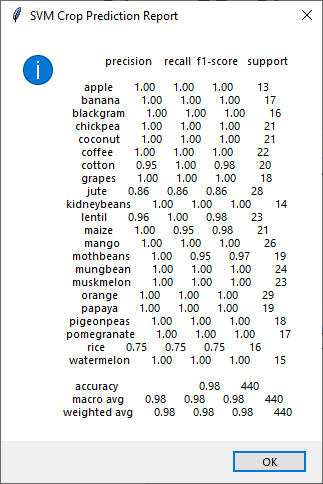 SVM Crop Prediction Report
precision recall f1-score support
apple 1.00 1.00 1.00 13
banana 1.00 1.00 1.00 17
blackgram 1.00 1.00 1.00 16
chickpea 1.00 1.00 1.00 21
coconut 1.00 1.00 1.00 21
coffee 1.00 1.00 1.00 22
cotton 0.95 1.00 0.98 20
grapes 1.00 1.00 1.00 18
jute 0.86 0.86 0.86 28
kidneybeans 1.00 1.00 1.00 14
lentil 0.96 1.00 0.98 23
maize 1.00 0.95 0.98 21
mango 1.00 1.00 1.00 26
mothbeans 1.00 0.95 0.97 19
mungbean 1.00 1.00 1.00 24
muskmelon 1.00 1.00 1.00 23
orange 1.00 1.00 1.00 29
papaya 1.00 1.00 1.00 19
pigeonpeas 1.00 1.00 1.00 18
pomegranate 1.00 1.00 1.00 17
rice 0.75 0.75 0.75 16
watermelon 1.00 1.00 1.00 15
accuracy 0.98 440
macro avg 0.98 0.98 0.98 440
weighted avg 0.98 0.98 0.98 440
OK